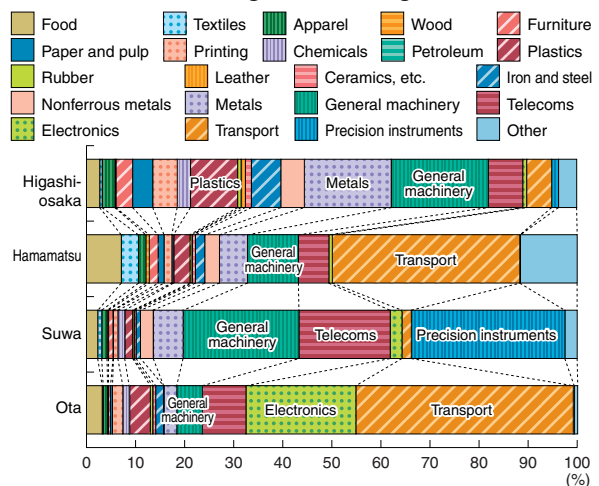 Food Textiles Apparel Wood Furniture
Paper and pulp Printing Chemicals Petroleum Plastics
Rubber Leather Ceramics, etc. Iron and steel
Nonferrous metals Metals General machinery Telecoms
Electronics Transport Precision instruments Other
Higashi-
osaka
Plastics Metals General
machinery
Hamamatsu
General
machinery
Transport
Suwa
General
machinery
Telecoms Precision instruments
Ota
General
machinery
Electronics Transport
0 10 20 30 40 50 60 70 80 90 100
(%)